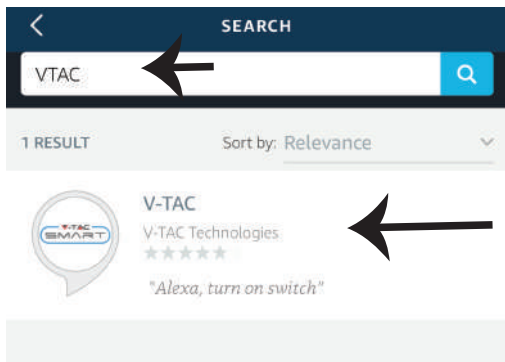 SEARCH
VTAC
1 RESULT Sort by: Relevance
V-TAC
SMART
V-TAC
V-TAC Technologies
"Alexa, turn on switch"